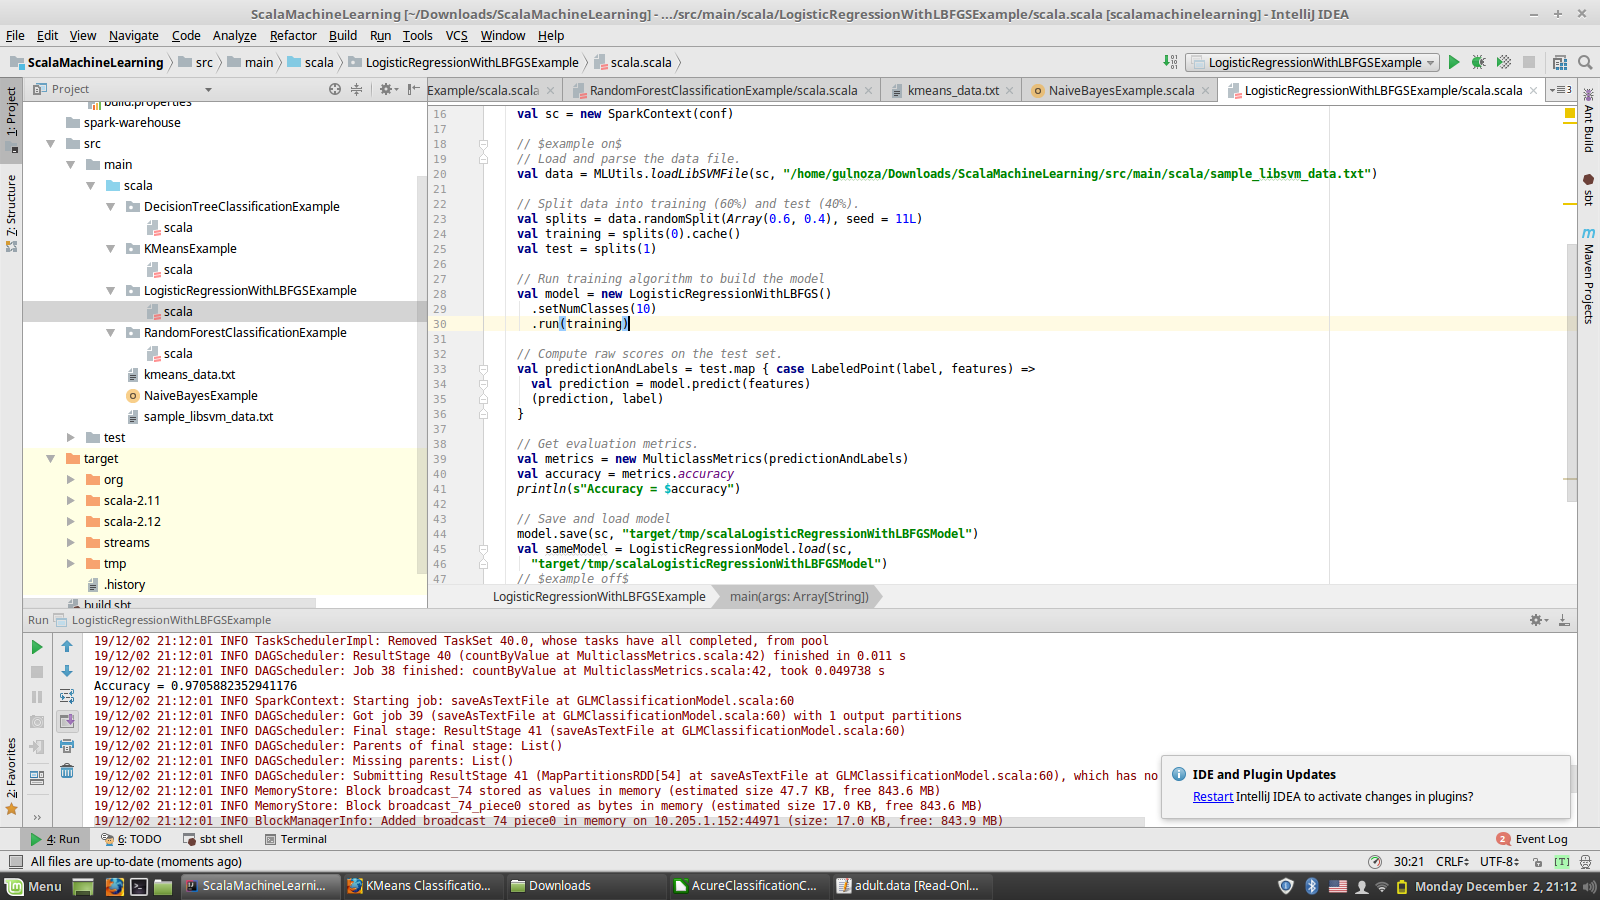 ScalaMachineLearning [~/Downloads/ScalaMachineLearning] - .../src/main/scala/LogisticRegressionWithLBFGSExample/scala.scala [scalamachinelearning] - IntelliJ IDEA
File Edit View Navigate Code Analyze Refactor Build Run Tools VCS Window Help
ScalaMachineLearning src main scala LogisticRegressionWithLBFGSExample scala.scala LogisticRegressionWithLBFGSExample
Project Example/scala.scala RandomForestClassificationExample/scala.scala kmeans_data.txt NaiveBayesExample.scala LogisticRegressionWithLBFGSExample/scala.scala 3
1: Project
7: Structure
2: Favorites
build.properties
spark-warehouse
src
main
scala
DecisionTreeClassificationExample
scala
KMeansExample
scala
LogisticRegressionWithLBFGSExample
scala
RandomForestClassificationExample
scala
kmeans_data.txt
NaiveBayesExample
sample_libsvm_data.txt
test
target
org
scala-2.11
scala-2.12
streams
tmp
.history
build.sbt
16 val sc = new SparkContext(conf)
17
18 // $example on$
19 // Load and parse the data file.
20 val data = MLUtils.loadLibSVMFile(sc, "/home/gulnoza/Downloads/ScalaMachineLearning/src/main/scala/sample_libsvm_data.txt")
21
22 // Split data into training (60%) and test (40%).
23 val splits = data.randomSplit(Array(0.6, 0.4), seed = 11L)
24 val training = splits(0).cache()
25 val test = splits(1)
26
27 // Run training algorithm to build the model
28 val model = new LogisticRegressionWithLBFGS()
29 .setNumClasses(10)
30 .run(training)
31
32 // Compute raw scores on the test set.
33 val predictionAndLabels = test.map { case LabeledPoint(label, features) =>
34 val prediction = model.predict(features)
35 (prediction, label)
36 }
37
38 // Get evaluation metrics.
39 val metrics = new MulticlassMetrics(predictionAndLabels)
40 val accuracy = metrics.accuracy
41 println(s"Accuracy = $accuracy")
42
43 // Save and load model
44 model.save(sc, "target/tmp/scalaLogisticRegressionWithLBFGSModel")
45 val sameModel = LogisticRegressionModel.load(sc,
46 "target/tmp/scalaLogisticRegressionWithLBFGSModel")
47 // $example off$
LogisticRegressionWithLBFGSExample main(args: Array[String])
Ant Build
sbt
m Maven Projects
Run LogisticRegressionWithLBFGSExample
19/12/02 21:12:01 INFO TaskSchedulerImpl: Removed TaskSet 40.0, whose tasks have all completed, from pool
19/12/02 21:12:01 INFO DAGScheduler: ResultStage 40 (countByValue at MulticlassMetrics.scala:42) finished in 0.011 s
19/12/02 21:12:01 INFO DAGScheduler: Job 38 finished: countByValue at MulticlassMetrics.scala:42, took 0.049738 s
Accuracy = 0.9705882352941176
19/12/02 21:12:01 INFO SparkContext: Starting job: saveAsTextFile at GLMClassificationModel.scala:60
19/12/02 21:12:01 INFO DAGScheduler: Got job 39 (saveAsTextFile at GLMClassificationModel.scala:60) with 1 output partitions
19/12/02 21:12:01 INFO DAGScheduler: Final stage: ResultStage 41 (saveAsTextFile at GLMClassificationModel.scala:60)
19/12/02 21:12:01 INFO DAGScheduler: Parents of final stage: List()
19/12/02 21:12:01 INFO DAGScheduler: Missing parents: List()
19/12/02 21:12:01 INFO DAGScheduler: Submitting ResultStage 41 (MapPartitionsRDD[54] at saveAsTextFile at GLMClassificationModel.scala:60), which has no
19/12/02 21:12:01 INFO MemoryStore: Block broadcast_74 stored as values in memory (estimated size 47.7 KB, free 843.6 MB)
19/12/02 21:12:01 INFO MemoryStore: Block broadcast_74_piece0 stored as bytes in memory (estimated size 17.0 KB, free 843.6 MB)
19/12/02 21:12:01 INFO BlockManagerInfo: Added broadcast_74_piece0 in memory on 10.205.1.152:44971 (size: 17.0 KB, free: 843.9 MB)
IDE and Plugin Updates
Restart IntelliJ IDEA to activate changes in plugins?
4: Run 6: TODO sbt shell Terminal 2 Event Log
All files are up-to-date (moments ago) 30:21 CRLF UTF-8 [T]
Menu ScalaMachineLearni... KMeans Classificatio... Downloads AcureClassificationC... adult.data [Read-Onl... Monday December 2, 21:12